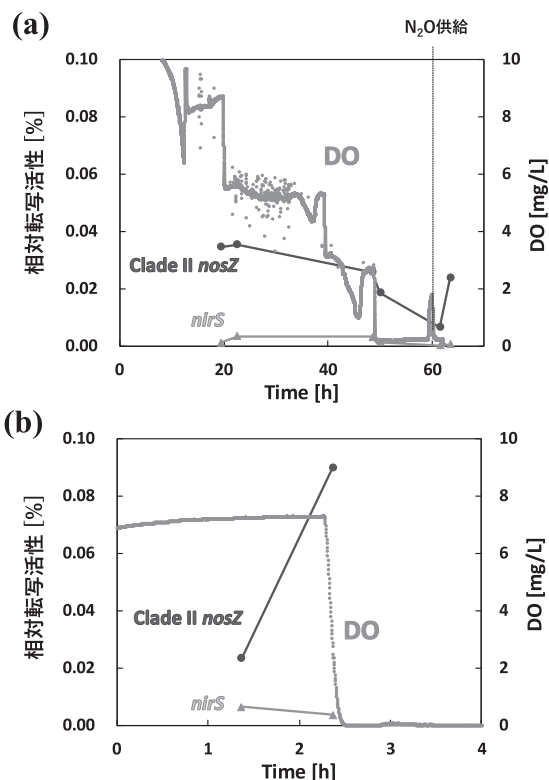 (a)
N₂O供給
0.10
0.08
0.06
0.04
0.02
0.00
相対転写活性 [%]
10
8
6
4
2
0
DO [mg/L]
DO
Clade II nosZ
nirS
0 20 40 60
Time [h]
(b)
0.10
0.08
0.06
0.04
0.02
0.00
相対転写活性 [%]
10
8
6
4
2
0
DO [mg/L]
Clade II nosZ
DO
nirS
0 1 2 3 4
Time [h]